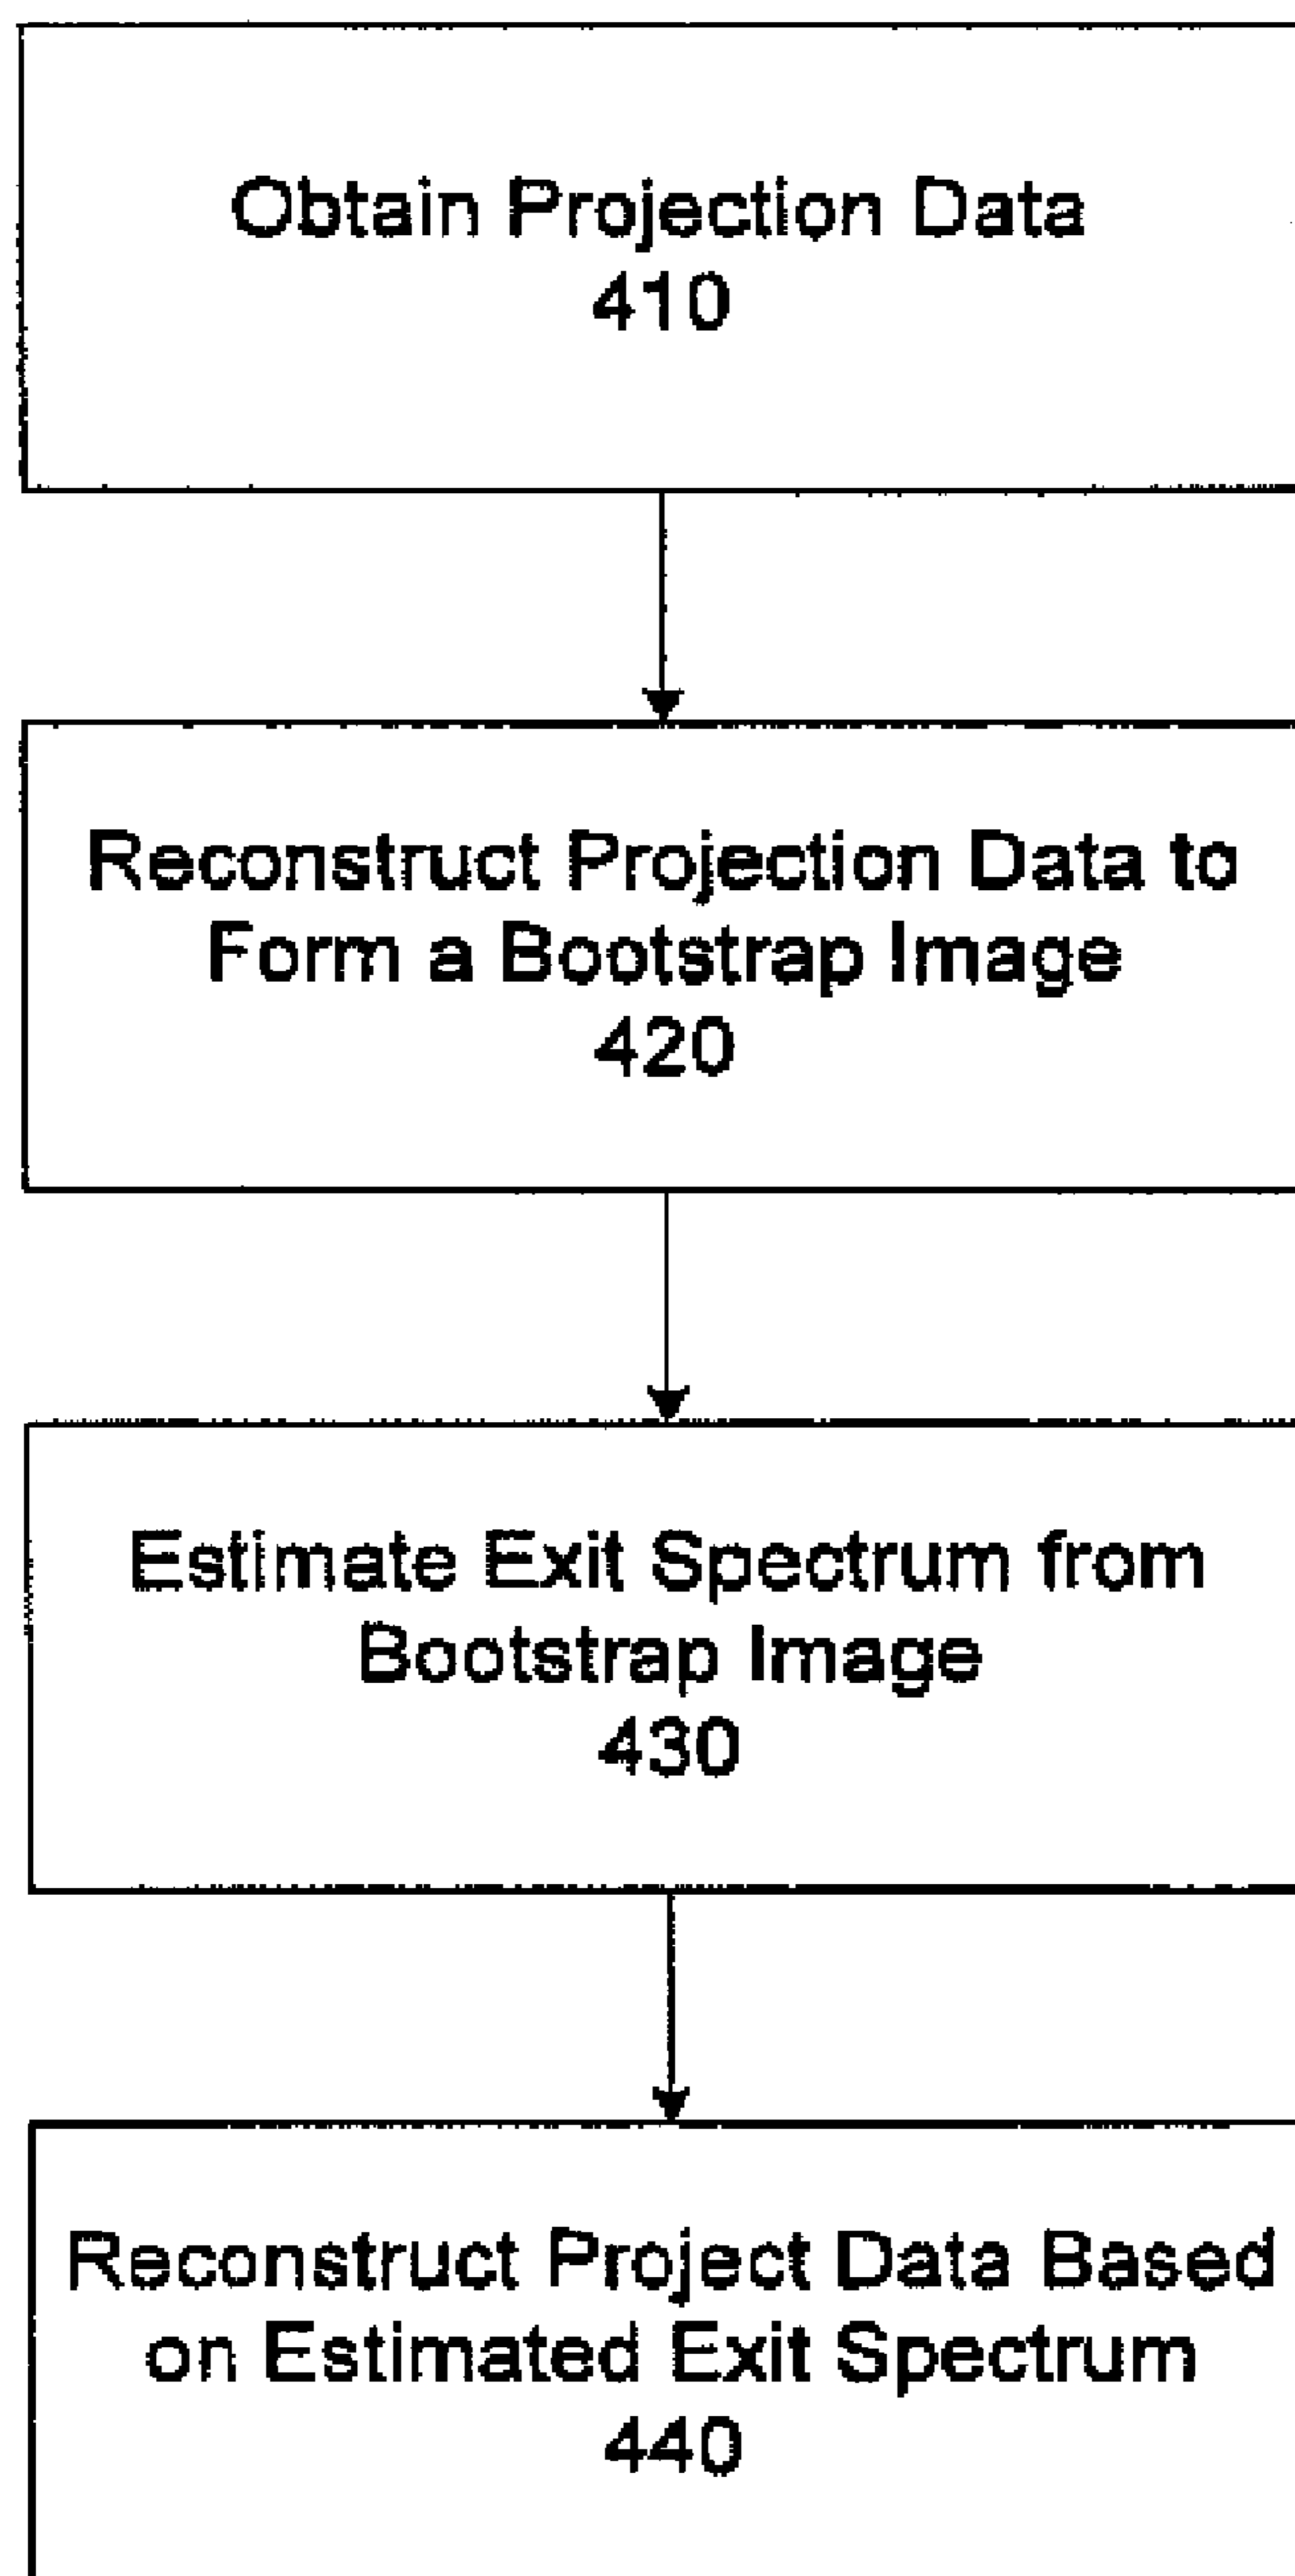 Obtain Projection Data
410
Reconstruct Projection Data to
Form a Bootstrap Image
420
Estimate Exit Spectrum from
Bootstrap Image
430
Reconstruct Project Data Based
on Estimated Exit Spectrum
440